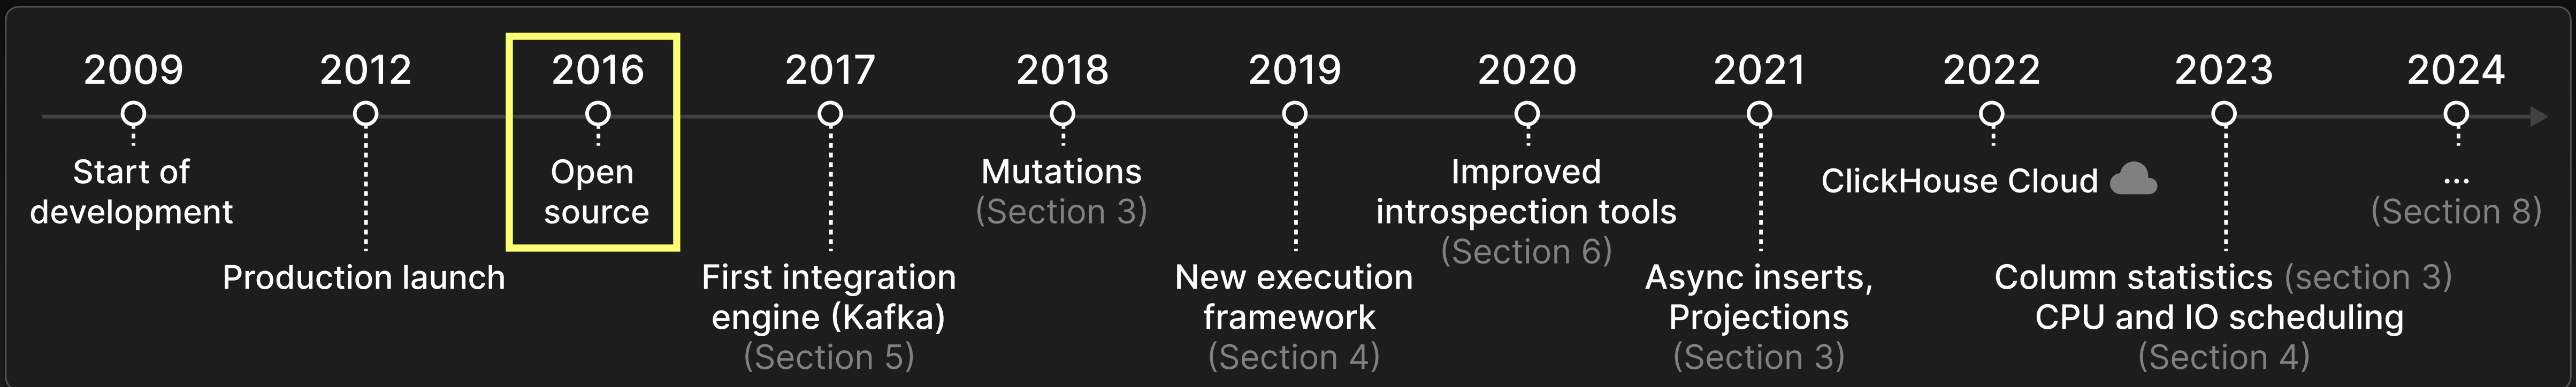 2009
Start of
development
2012
Production launch
2016
Open
source
2017
First integration
engine (Kafka)
(Section 5)
2018
Mutations
(Section 3)
2019
New execution
framework
(Section 4)
2020
Improved
introspection tools
(Section 6)
2021
Async inserts,
Projections
(Section 3)
2022
ClickHouse Cloud
2023
Column statistics (section 3)
CPU and IO scheduling
(Section 4)
2024
...
(Section 8)